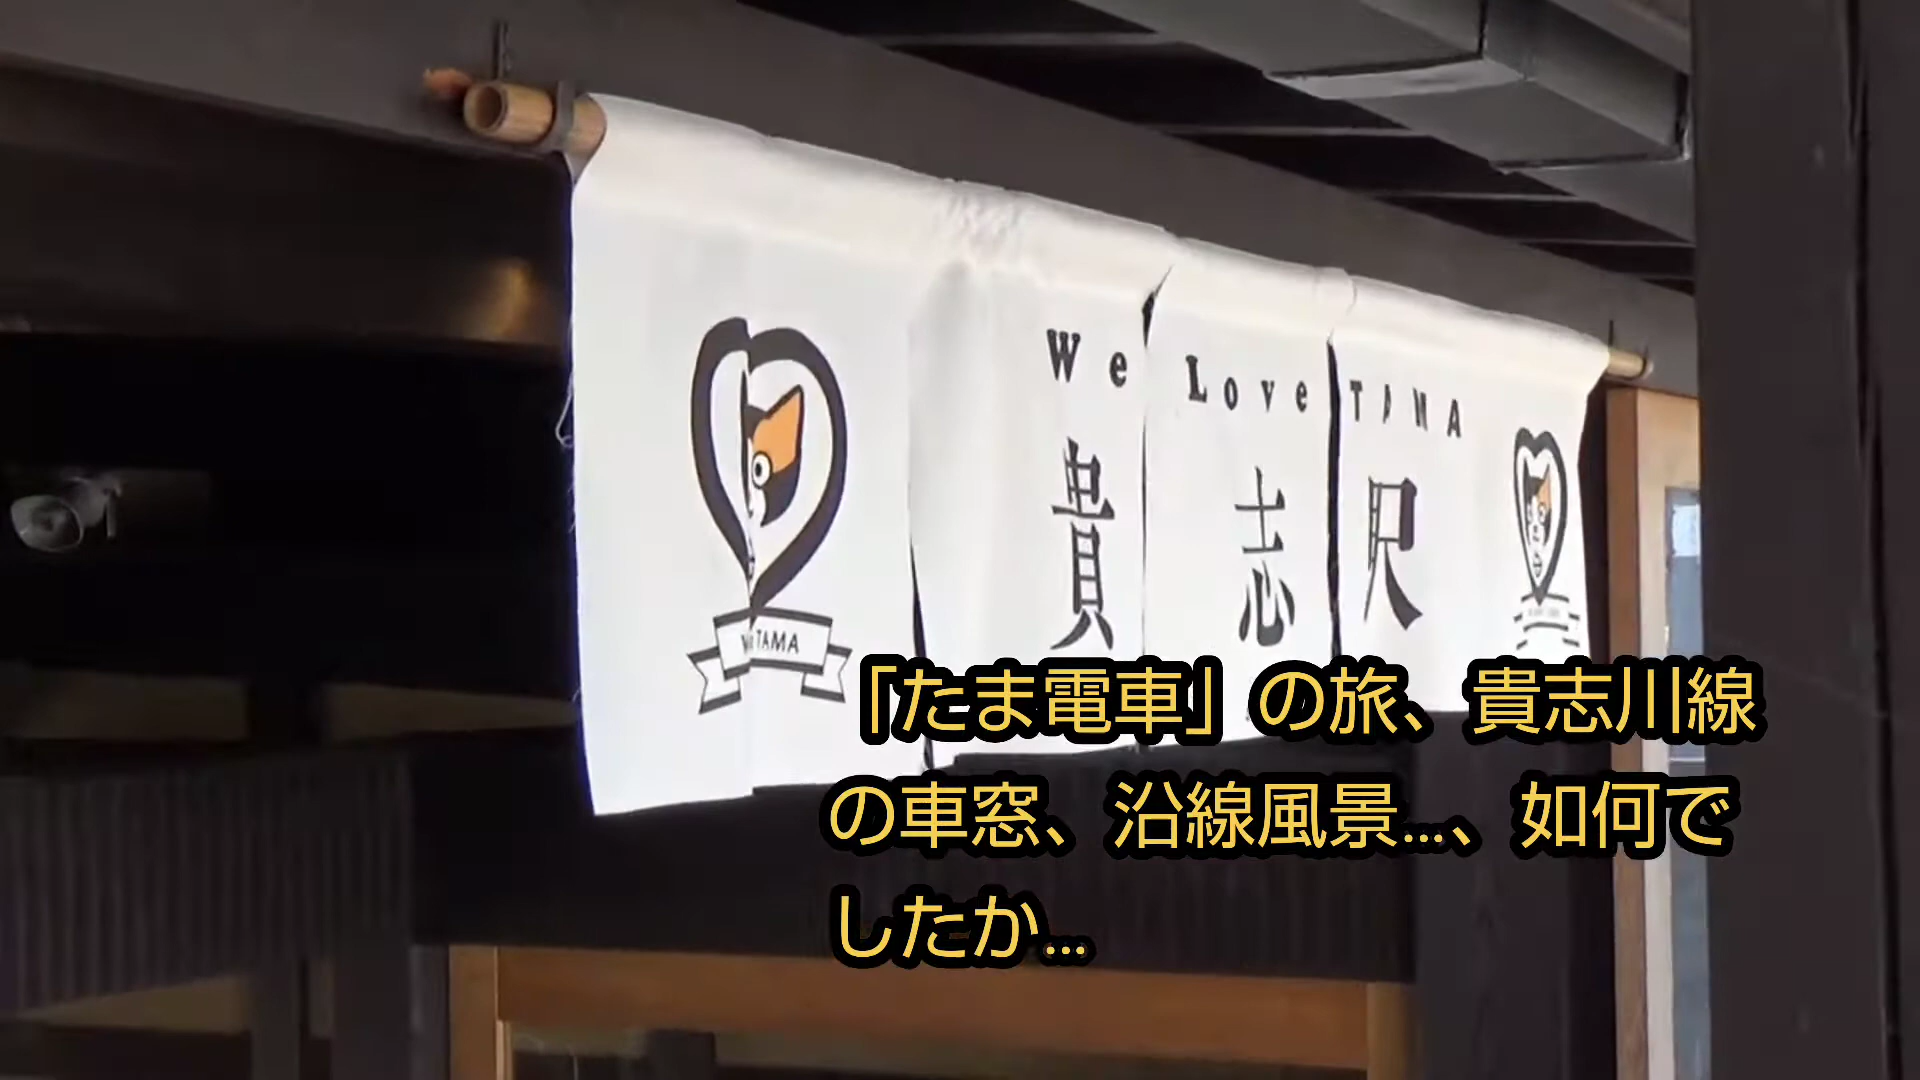 We Love TAMA
貴志
TAMA
「たま電車」の旅、貴志川線
の車窓、沿線風景…、如何で
したか…